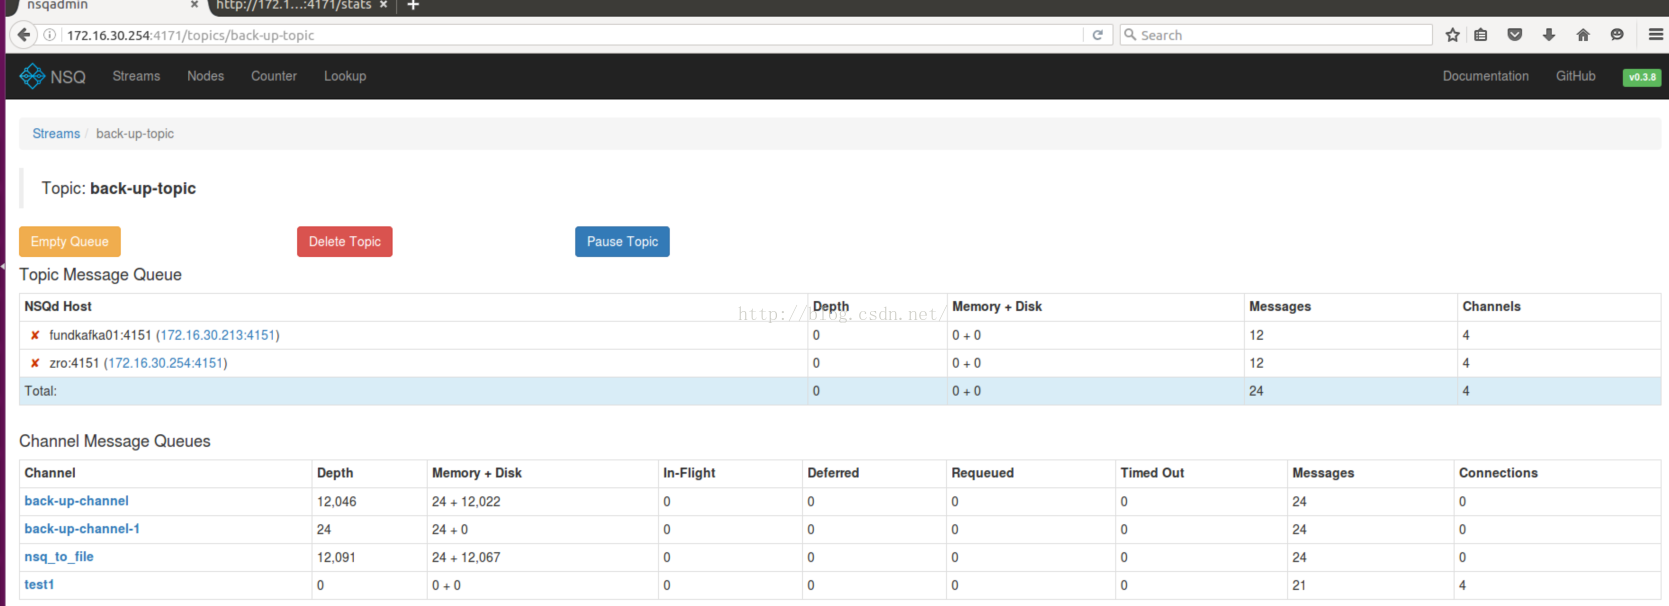 nsqadmin × http://172.1...:4171/stats × +
172.16.30.254:4171/topics/back-up-topic Search
NSQ Streams Nodes Counter Lookup Documentation GitHub v0.3.8
Streams / back-up-topic
Topic: back-up-topic
Empty Queue Delete Topic Pause Topic
Topic Message Queue
NSQd Host Depth Memory + Disk Messages Channels
http://blog.csdn.net/
✘ fundkafka01:4151 (172.16.30.213:4151) 0 0 + 0 12 4
✘ zro:4151 (172.16.30.254:4151) 0 0 + 0 12 4
Total: 0 0 + 0 24 4
Channel Message Queues
Channel Depth Memory + Disk In-Flight Deferred Requeued Timed Out Messages Connections
back-up-channel 12,046 24 + 12,022 0 0 0 0 24 0
back-up-channel-1 24 24 + 0 0 0 0 0 24 0
nsq_to_file 12,091 24 + 12,067 0 0 0 0 24 0
test1 0 0 + 0 0 0 0 0 21 4